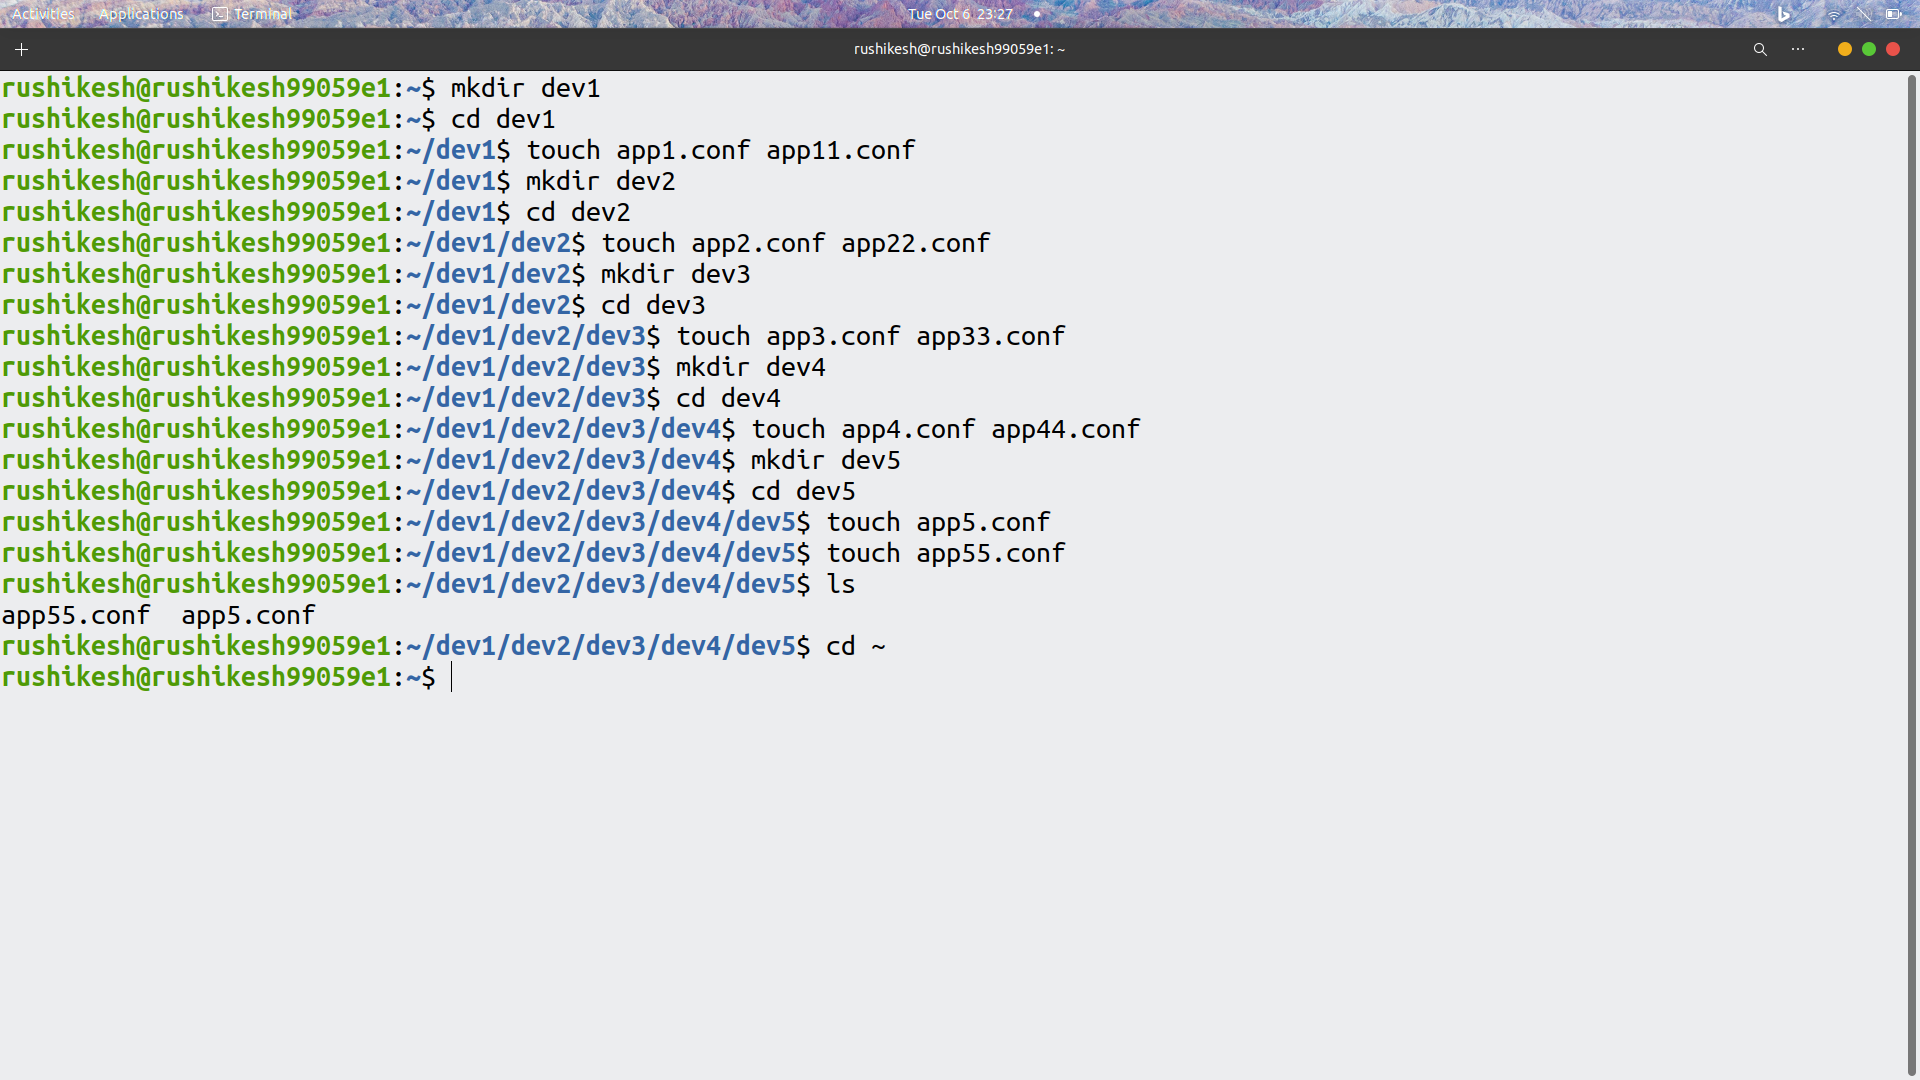 Activities Applications Terminal Tue Oct 6 23:27
rushikesh@rushikesh99059e1: ~
rushikesh@rushikesh99059e1:~$ mkdir dev1
rushikesh@rushikesh99059e1:~$ cd dev1
rushikesh@rushikesh99059e1:~/dev1$ touch app1.conf app11.conf
rushikesh@rushikesh99059e1:~/dev1$ mkdir dev2
rushikesh@rushikesh99059e1:~/dev1$ cd dev2
rushikesh@rushikesh99059e1:~/dev1/dev2$ touch app2.conf app22.conf
rushikesh@rushikesh99059e1:~/dev1/dev2$ mkdir dev3
rushikesh@rushikesh99059e1:~/dev1/dev2$ cd dev3
rushikesh@rushikesh99059e1:~/dev1/dev2/dev3$ touch app3.conf app33.conf
rushikesh@rushikesh99059e1:~/dev1/dev2/dev3$ mkdir dev4
rushikesh@rushikesh99059e1:~/dev1/dev2/dev3$ cd dev4
rushikesh@rushikesh99059e1:~/dev1/dev2/dev3/dev4$ touch app4.conf app44.conf
rushikesh@rushikesh99059e1:~/dev1/dev2/dev3/dev4$ mkdir dev5
rushikesh@rushikesh99059e1:~/dev1/dev2/dev3/dev4$ cd dev5
rushikesh@rushikesh99059e1:~/dev1/dev2/dev3/dev4/dev5$ touch app5.conf
rushikesh@rushikesh99059e1:~/dev1/dev2/dev3/dev4/dev5$ touch app55.conf
rushikesh@rushikesh99059e1:~/dev1/dev2/dev3/dev4/dev5$ ls
app55.conf  app5.conf
rushikesh@rushikesh99059e1:~/dev1/dev2/dev3/dev4/dev5$ cd ~
rushikesh@rushikesh99059e1:~$